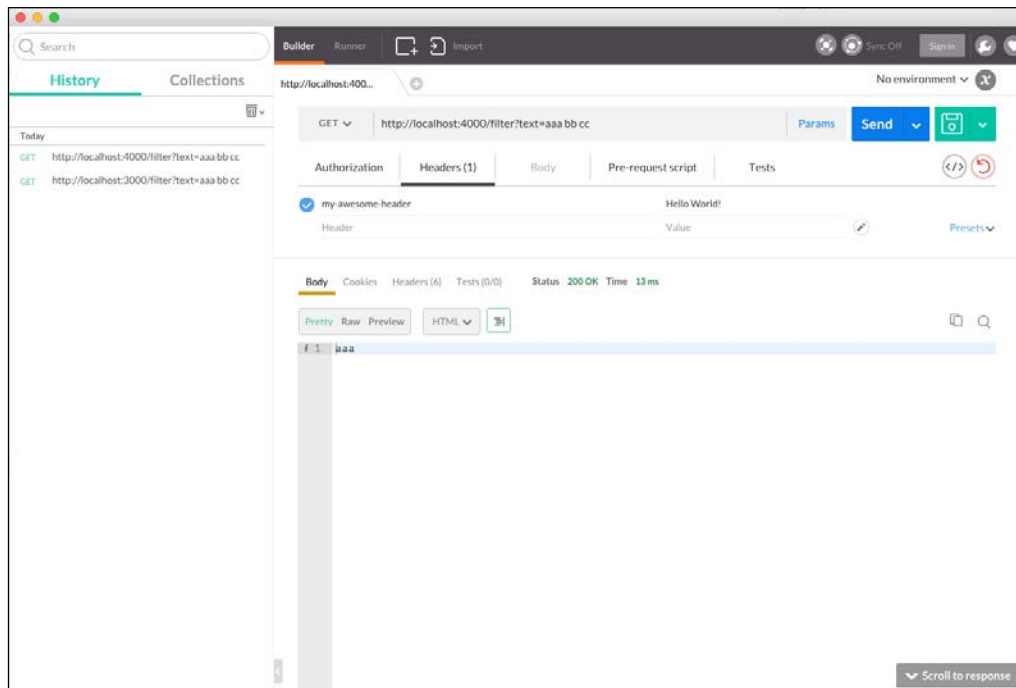 Search
Builder Runner Import Sync Off Sign in
History Collections
http://localhost:400... No environment
GET http://localhost:4000/filter?text=aaa bb cc Params Send
Today
GET http://localhost:4000/filter?text=aaa bb cc
GET http://localhost:3000/filter?text=aaa bb cc
Authorization Headers (1) Body Pre-request script Tests
my-awesome-header Hello World!
Header Value Presets
Body Cookies Headers (6) Tests (0/0) Status 200 OK Time 13 ms
Pretty Raw Preview HTML
i 1 aaa
Scroll to response